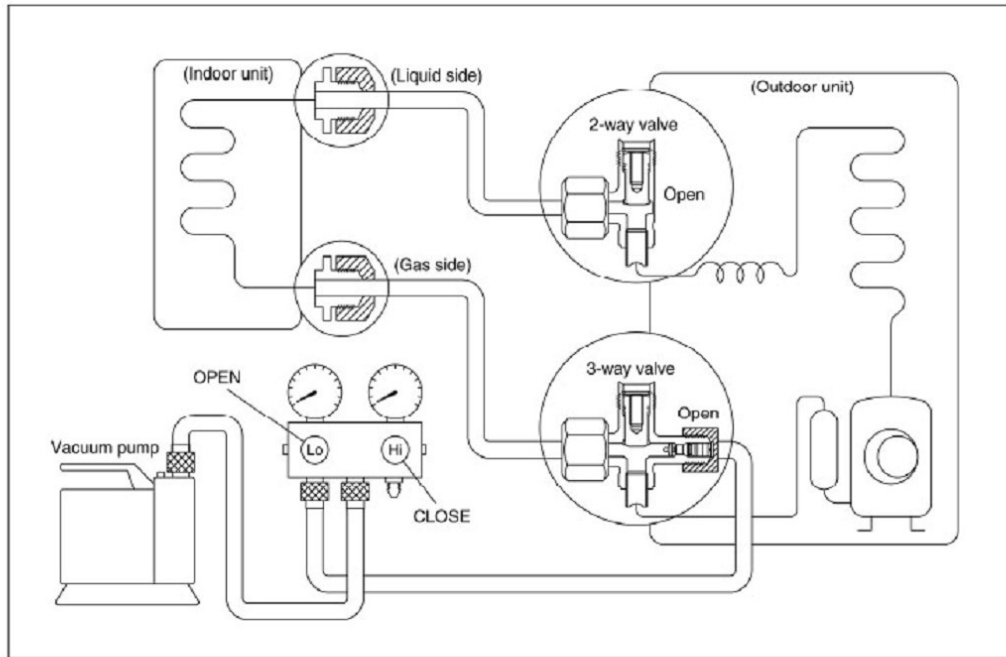 (Indoor unit)
(Liquid side)
(Outdoor unit)
2-way valve
Open
(Gas side)
3-way valve
Open
OPEN
Lo
Hi
Vacuum pump
CLOSE